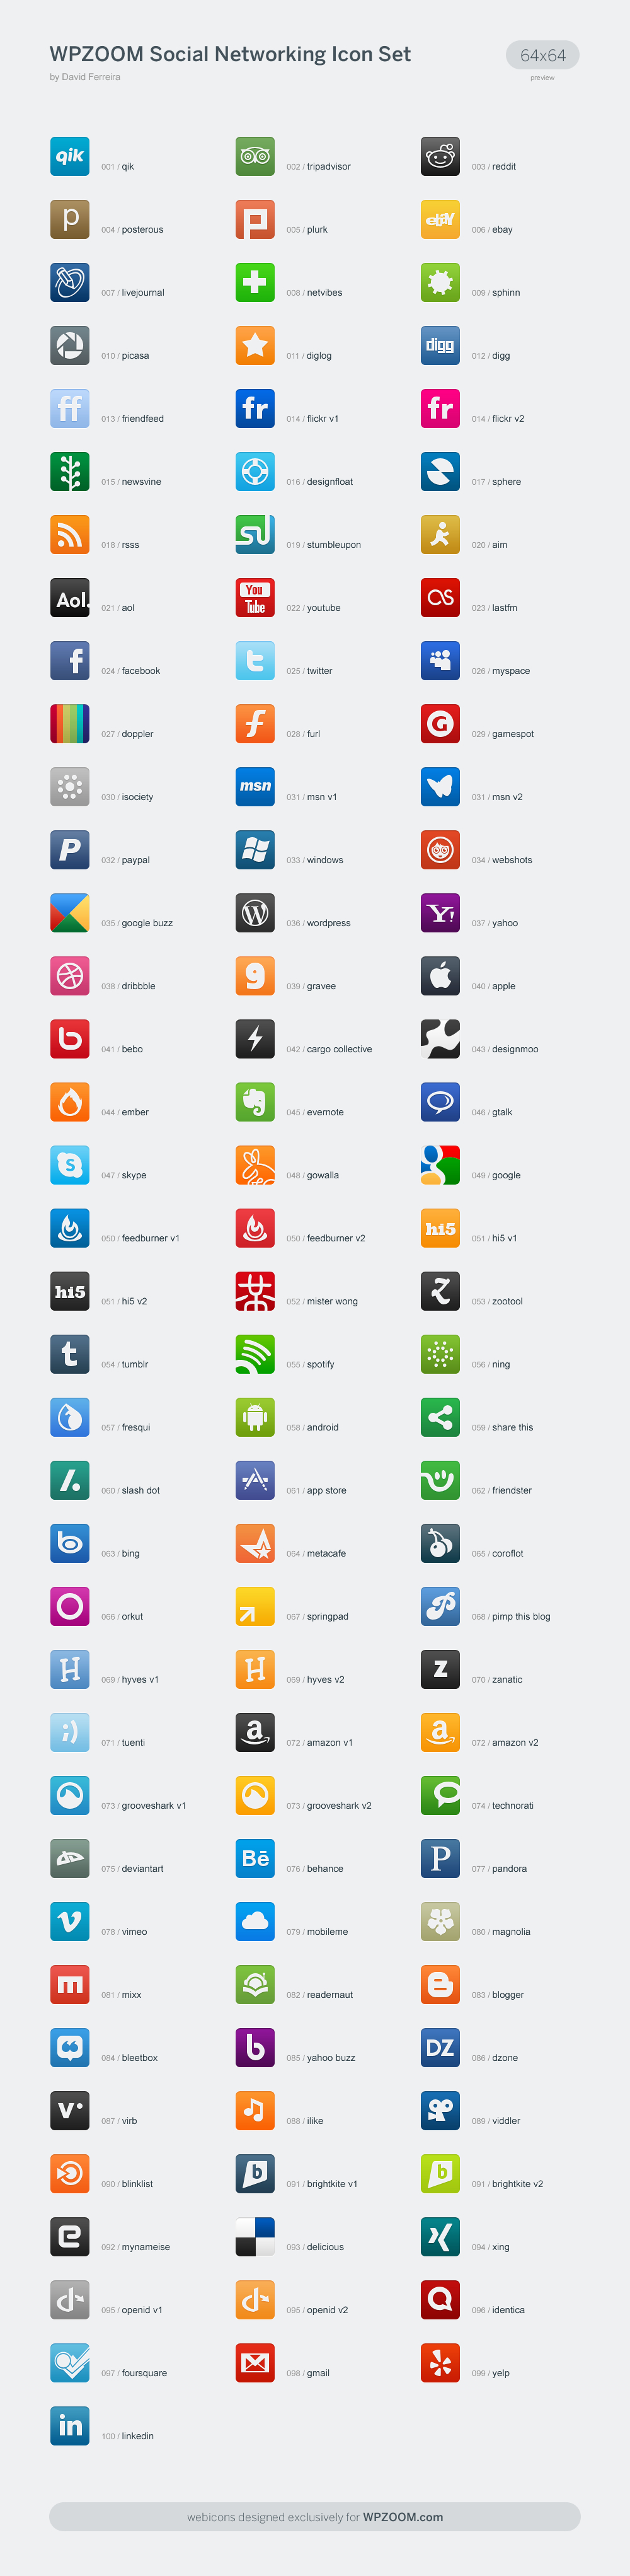 WPZOOM Social Networking Icon Set
64x64
by David Ferreira
preview
qik 001 / qik 002 / tripadvisor 003 / reddit
p 004 / posterous 005 / plurk ebay 006 / ebay
007 / livejournal 008 / netvibes 009 / sphinn
010 / picasa 011 / diglog digg 012 / digg
ff 013 / friendfeed fr 014 / flickr v1 fr 014 / flickr v2
015 / newsvine 016 / designfloat 017 / sphere
018 / rsss 019 / stumbleupon 020 / aim
Aol. 021 / aol You Tube 022 / youtube 023 / lastfm
f 024 / facebook t 025 / twitter 026 / myspace
027 / doppler f 028 / furl G 029 / gamespot
030 / isociety msn 031 / msn v1 031 / msn v2
P 032 / paypal 033 / windows 034 / webshots
035 / google buzz W 036 / wordpress Y! 037 / yahoo
038 / dribbble 9 039 / gravee 040 / apple
b 041 / bebo 042 / cargo collective 043 / designmoo
044 / ember 045 / evernote 046 / gtalk
S 047 / skype 048 / gowalla 049 / google
050 / feedburner v1 050 / feedburner v2 hi5 051 / hi5 v1
hi5 051 / hi5 v2 052 / mister wong Z 053 / zootool
t 054 / tumblr 055 / spotify 056 / ning
057 / fresqui 058 / android 059 / share this
/. 060 / slash dot 061 / app store 062 / friendster
b 063 / bing 064 / metacafe 065 / coroflot
066 / orkut 067 / springpad P 068 / pimp this blog
H 069 / hyves v1 H 069 / hyves v2 z 070 / zanatic
;) 071 / tuenti a 072 / amazon v1 a 072 / amazon v2
073 / grooveshark v1 073 / grooveshark v2 074 / technorati
075 / deviantart Bē 076 / behance P 077 / pandora
v 078 / vimeo 079 / mobileme 080 / magnolia
m 081 / mixx 082 / readernaut B 083 / blogger
084 / bleetbox b 085 / yahoo buzz DZ 086 / dzone
v 087 / virb 088 / ilike 089 / viddler
090 / blinklist b 091 / brightkite v1 b 091 / brightkite v2
e 092 / mynameise 093 / delicious 094 / xing
095 / openid v1 095 / openid v2 096 / identica
097 / foursquare 098 / gmail 099 / yelp
in 100 / linkedin
webicons designed exclusively for WPZOOM.com